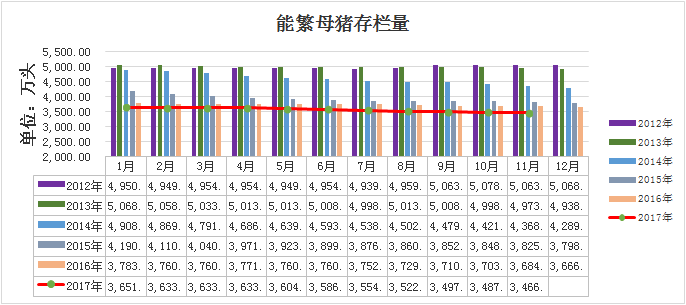 能繁母猪存栏量
单位：万头
5,500.00
5,000.00
4,500.00
4,000.00
3,500.00
3,000.00
2,500.00
2,000.00
1月 2月 3月 4月 5月 6月 7月 8月 9月 10月 11月 12月
2012年 4,950. 4,949. 4,954. 4,954. 4,949. 4,954. 4,939. 4,959. 5,063. 5,078. 5,063. 5,068.
2013年 5,068. 5,058. 5,033. 5,013. 5,013. 5,008. 4,998. 5,013. 5,008. 4,998. 4,973. 4,938.
2014年 4,908. 4,869. 4,791. 4,686. 4,639. 4,593. 4,538. 4,502. 4,479. 4,421. 4,368. 4,289.
2015年 4,190. 4,110. 4,040. 3,971. 3,923. 3,899. 3,876. 3,860. 3,852. 3,848. 3,825. 3,798.
2016年 3,783. 3,760. 3,760. 3,771. 3,760. 3,760. 3,752. 3,729. 3,710. 3,703. 3,684. 3,666.
2017年 3,651. 3,633. 3,633. 3,633. 3,604. 3,586. 3,554. 3,522. 3,497. 3,487. 3,466.
2012年
2013年
2014年
2015年
2016年
2017年